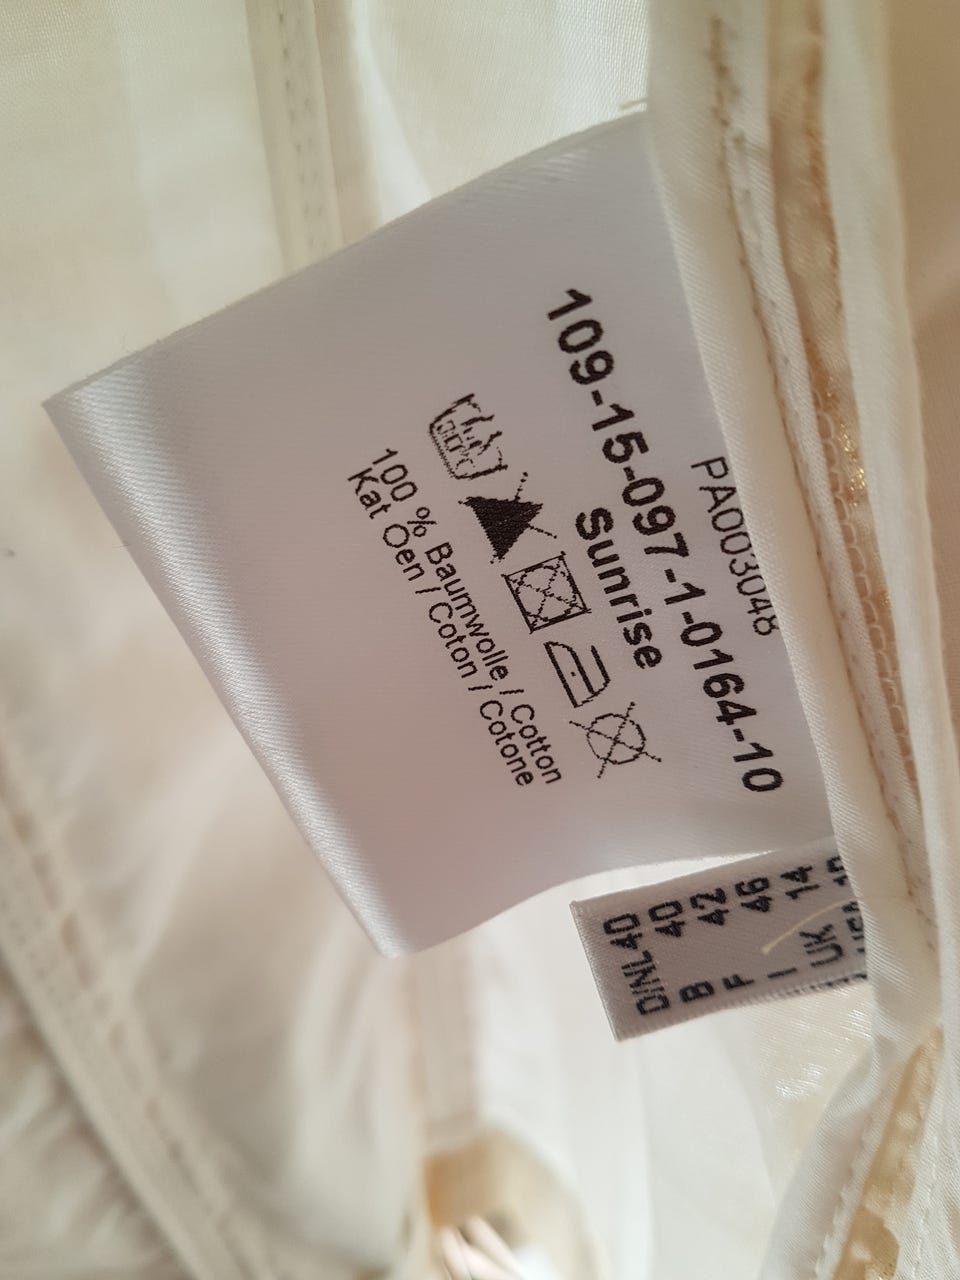 PA003048
109-15-097-1-0164-10
Sunrise
100 % Baumwolle / Cotton
Kat Oen / Coton / Cotone
D/NL 40
B 40
F 42
I 46
UK 14